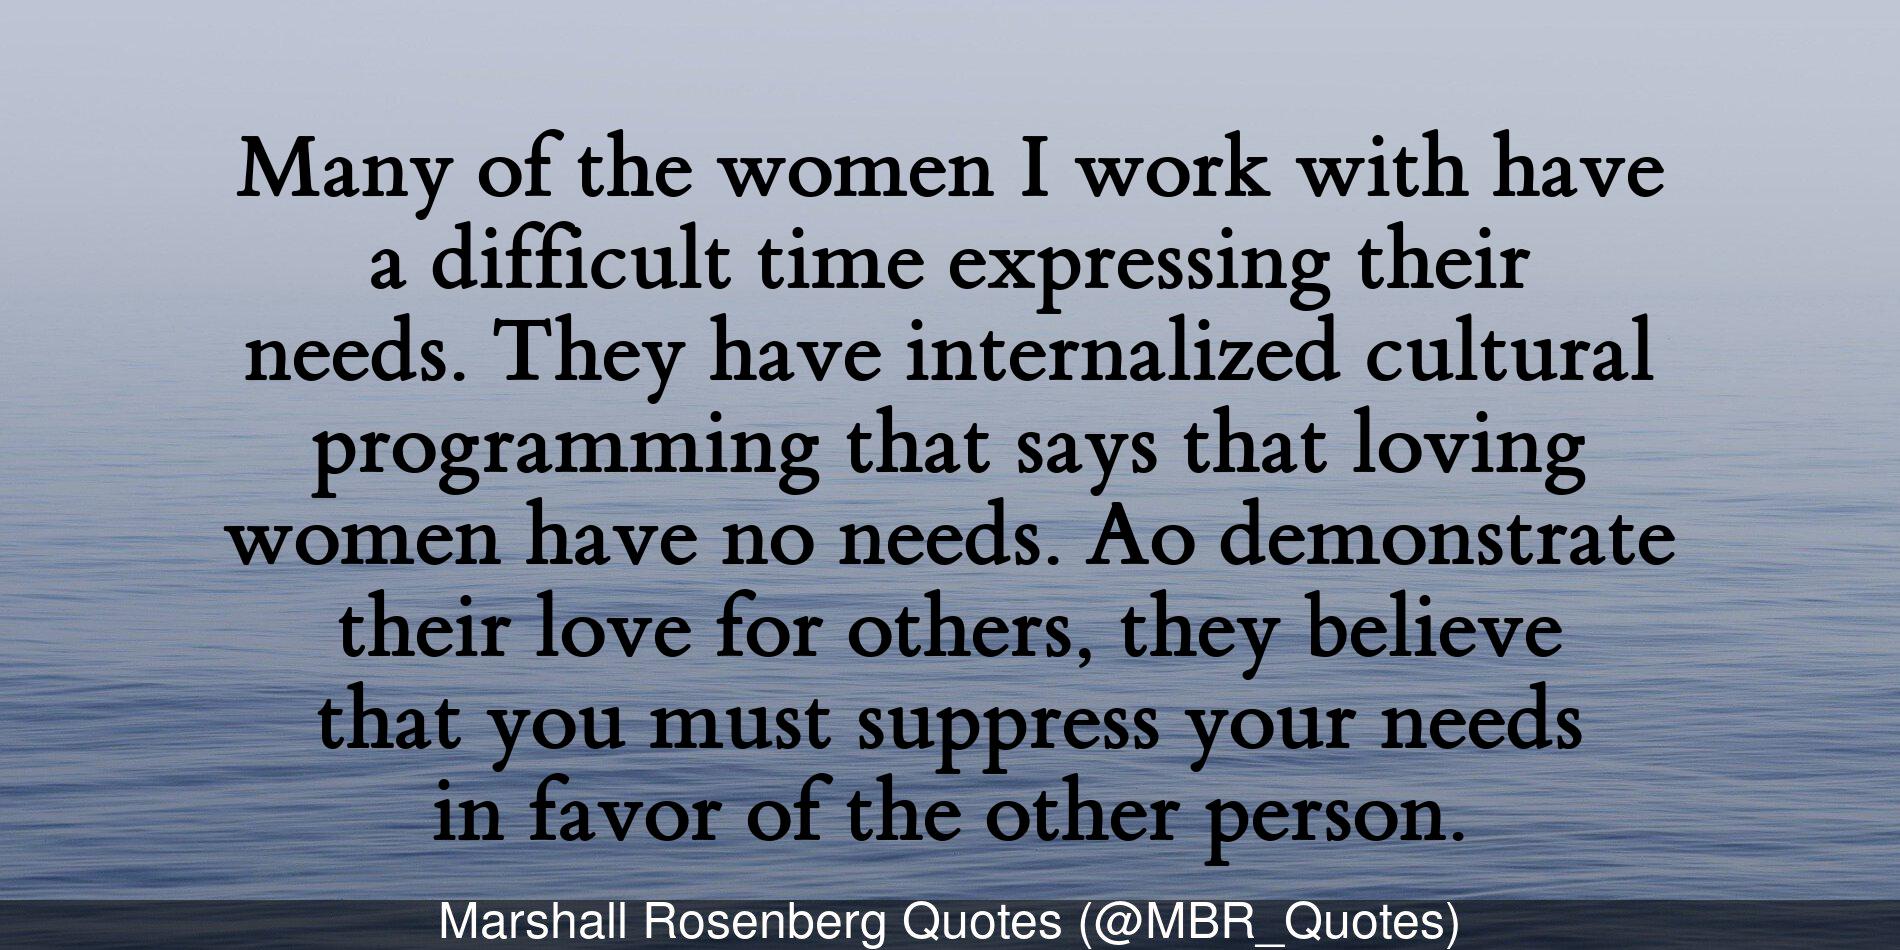 Many of the women I work with have
a difficult time expressing their
needs. They have internalized cultural
programming that says that loving
women have no needs. Ao demonstrate
their love for others, they believe
that you must suppress your needs
in favor of the other person.
Marshall Rosenberg Quotes (@MBR_Quotes)